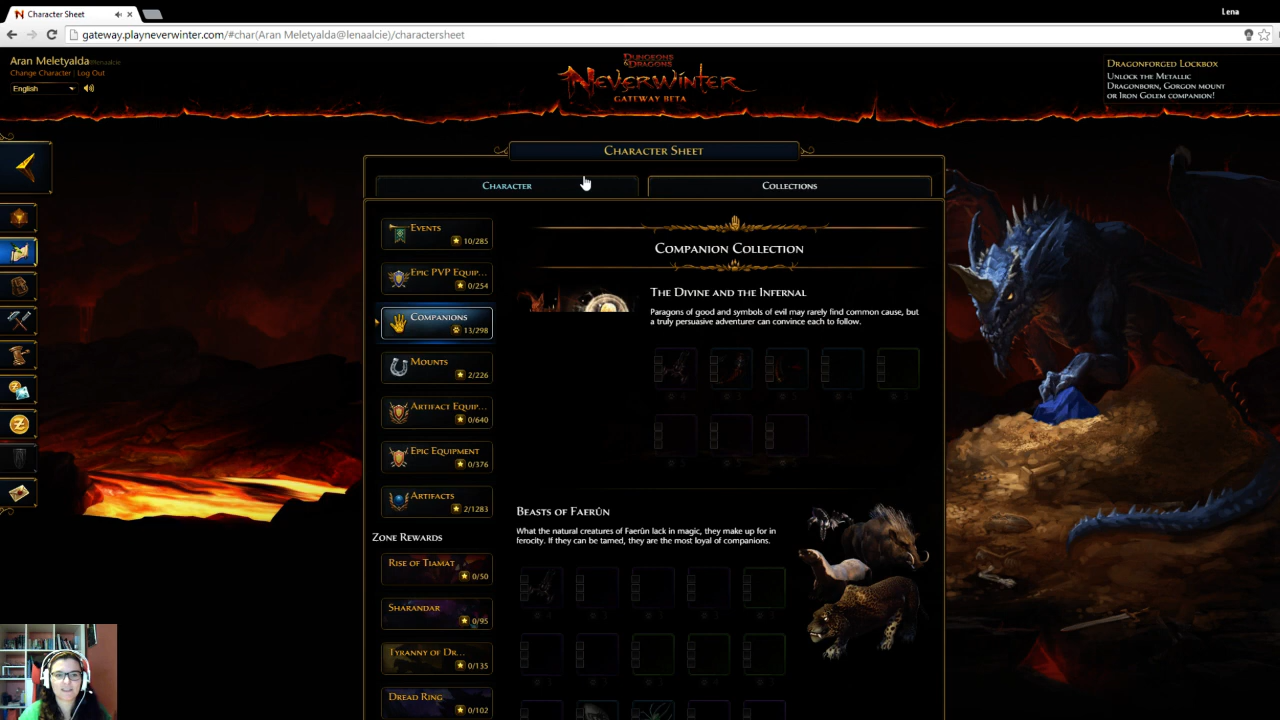 Character Sheet
Lena
gateway.playneverwinter.com/#char(Aran Meletyalda@lenaalcie)/charactersheet
Aran Meletyalda@lenaalcie
Change Character | Log Out
English
DUNGEONS & DRAGONS
NEVERWINTER
GATEWAY BETA
DRAGONFORGED LOCKBOX
UNLOCK THE METALLIC
DRAGONBORN, GORGON MOUNT
OR IRON GOLEM COMPANION!
CHARACTER SHEET
CHARACTER
COLLECTIONS
EVENTS
10/285
EPIC PVP EQUIP...
0/254
COMPANIONS
13/298
MOUNTS
2/226
ARTIFACT EQUIP...
0/640
EPIC EQUIPMENT
0/376
ARTIFACTS
2/1283
ZONE REWARDS
RISE OF TIAMAT
0/50
SHARANDAR
0/95
TYRANNY OF DR...
0/135
DREAD RING
0/102
COMPANION COLLECTION
THE DIVINE AND THE INFERNAL
Paragons of good and symbols of evil may rarely find common cause, but
a truly persuasive adventurer can convince each to follow.
BEASTS OF FAERÛN
What the natural creatures of Faerûn lack in magic, they make up for in
ferocity. If they can be tamed, they are the most loyal of companions.